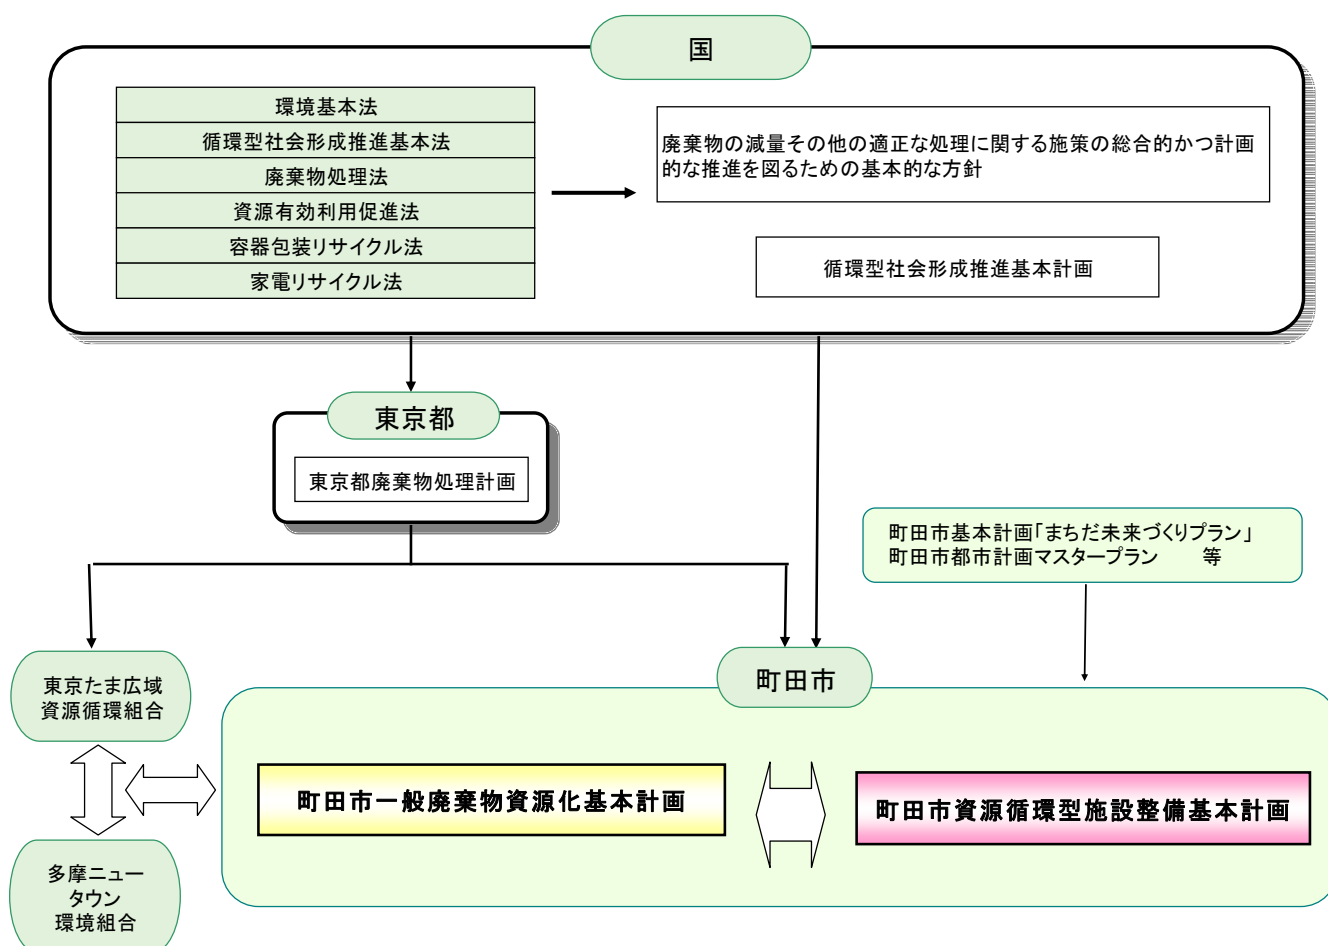 国
環境基本法
循環型社会形成推進基本法
廃棄物処理法
資源有効利用促進法
容器包装リサイクル法
家電リサイクル法
廃棄物の減量その他の適正な処理に関する施策の総合的かつ計画
的な推進を図るための基本的な方針
循環型社会形成推進基本計画
東京都
東京都廃棄物処理計画
町田市基本計画「まちだ未来づくりプラン」
町田市都市計画マスタープラン　　等
東京たま広域
資源循環組合
町田市
町田市一般廃棄物資源化基本計画
町田市資源循環型施設整備基本計画
多摩ニュー
タウン
環境組合